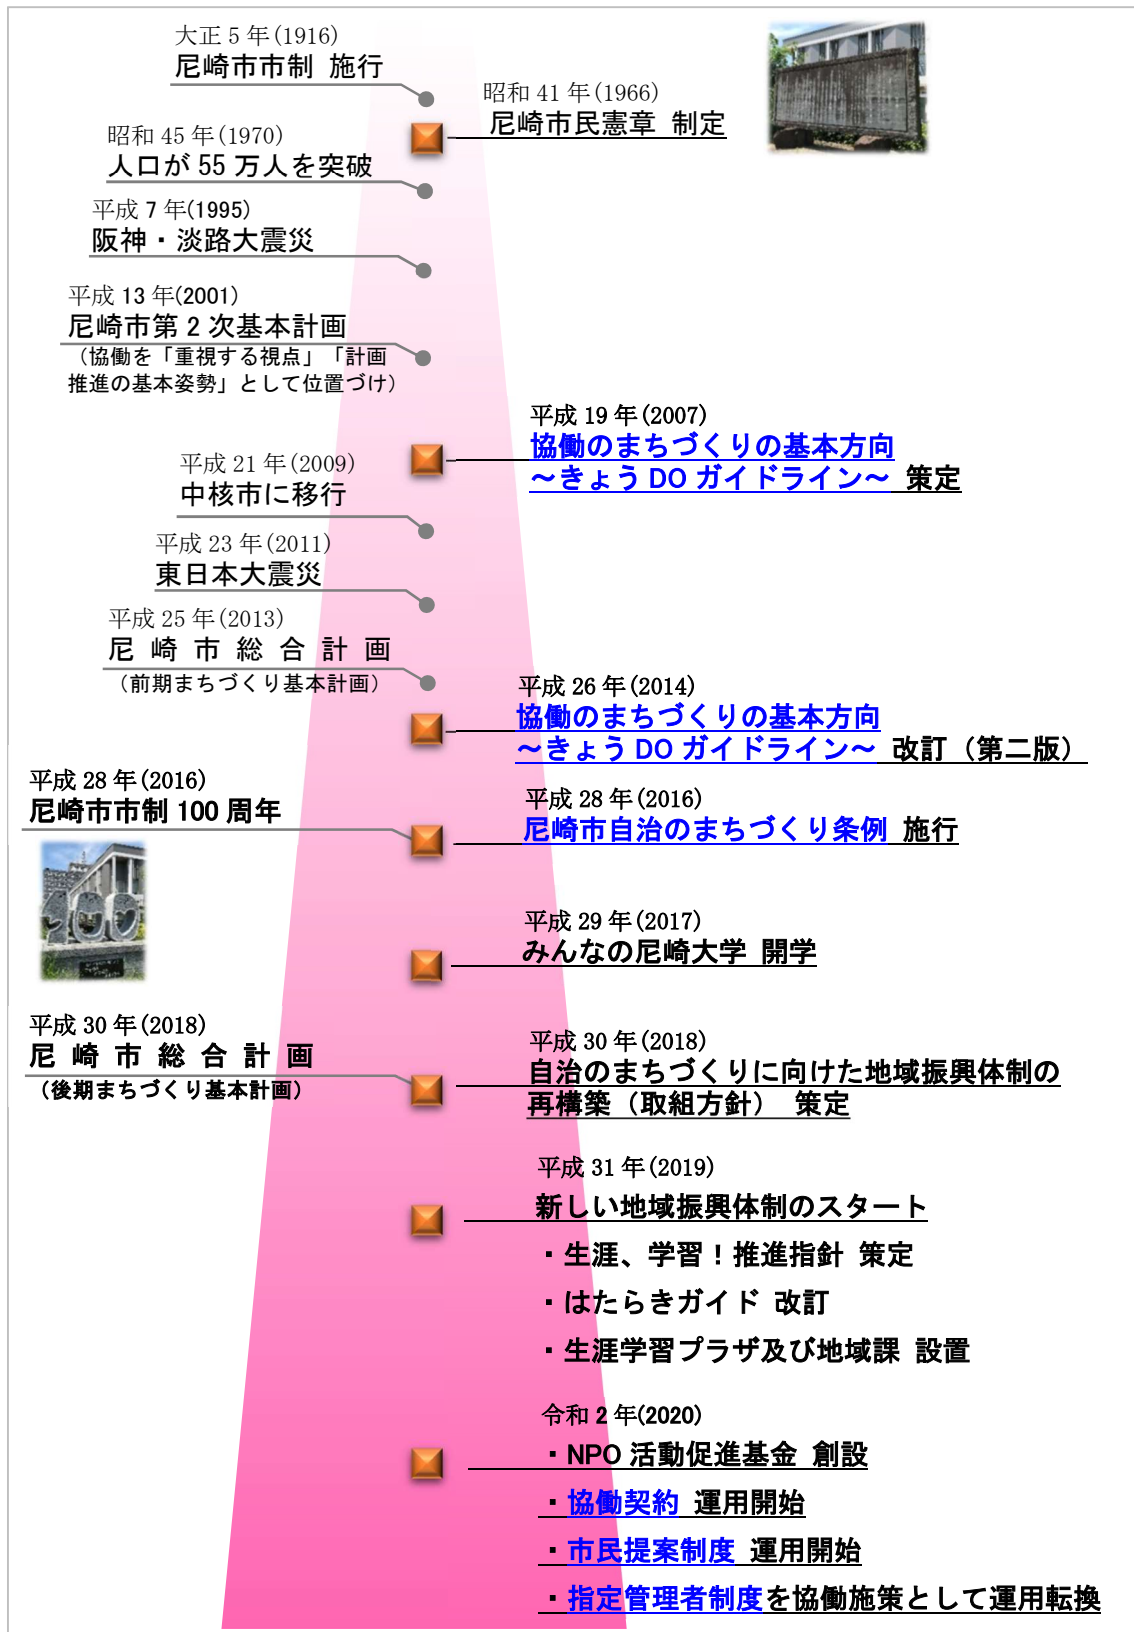 大正 5 年(1916)
尼崎市市制 施行
昭和 41 年(1966)
尼崎市民憲章 制定
昭和 45 年(1970)
人口が 55 万人を突破
平成 7 年(1995)
阪神・淡路大震災
平成 13 年(2001)
尼崎市第 2 次基本計画
（協働を「重視する視点」「計画
推進の基本姿勢」として位置づけ）
平成 19 年(2007)
協働のまちづくりの基本方向
～きょう DO ガイドライン～ 策定
平成 21 年(2009)
中核市に移行
平成 23 年(2011)
東日本大震災
平成 25 年(2013)
尼 崎 市 総 合 計 画
（前期まちづくり基本計画）
平成 26 年(2014)
協働のまちづくりの基本方向
～きょう DO ガイドライン～ 改訂（第二版）
平成 28 年(2016)
尼崎市市制 100 周年
平成 28 年(2016)
尼崎市自治のまちづくり条例 施行
100
平成 29 年(2017)
みんなの尼崎大学 開学
平成 30 年(2018)
尼 崎 市 総 合 計 画
（後期まちづくり基本計画）
平成 30 年(2018)
自治のまちづくりに向けた地域振興体制の
再構築（取組方針） 策定
平成 31 年(2019)
新しい地域振興体制のスタート
・生涯、学習！推進指針 策定
・はたらきガイド 改訂
・生涯学習プラザ及び地域課 設置
令和 2 年(2020)
・NPO 活動促進基金 創設
・協働契約 運用開始
・市民提案制度 運用開始
・指定管理者制度を協働施策として運用転換